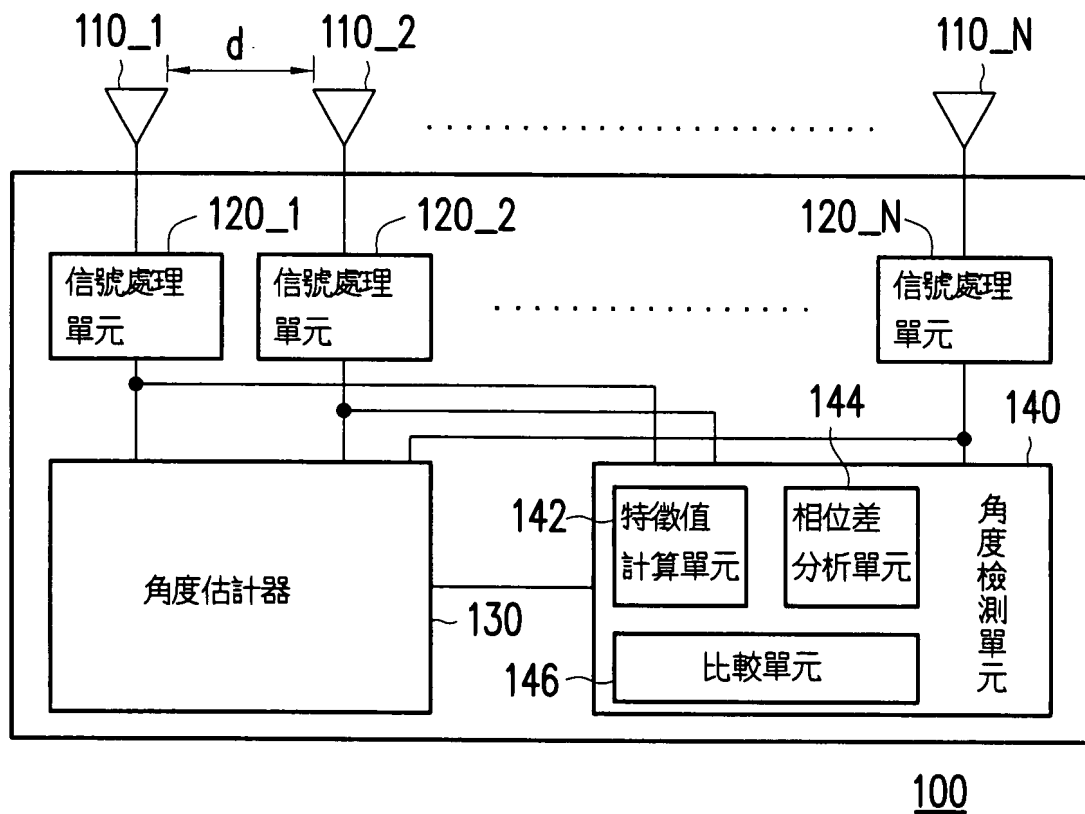 110_1
d
110_2
110_N
120_1
120_2
120_N
信號處理
單元
信號處理
單元
信號處理
單元
144
140
142
特徵值
計算單元
相位差
分析單元
角度檢測單元
角度估計器
130
146
比較單元
100